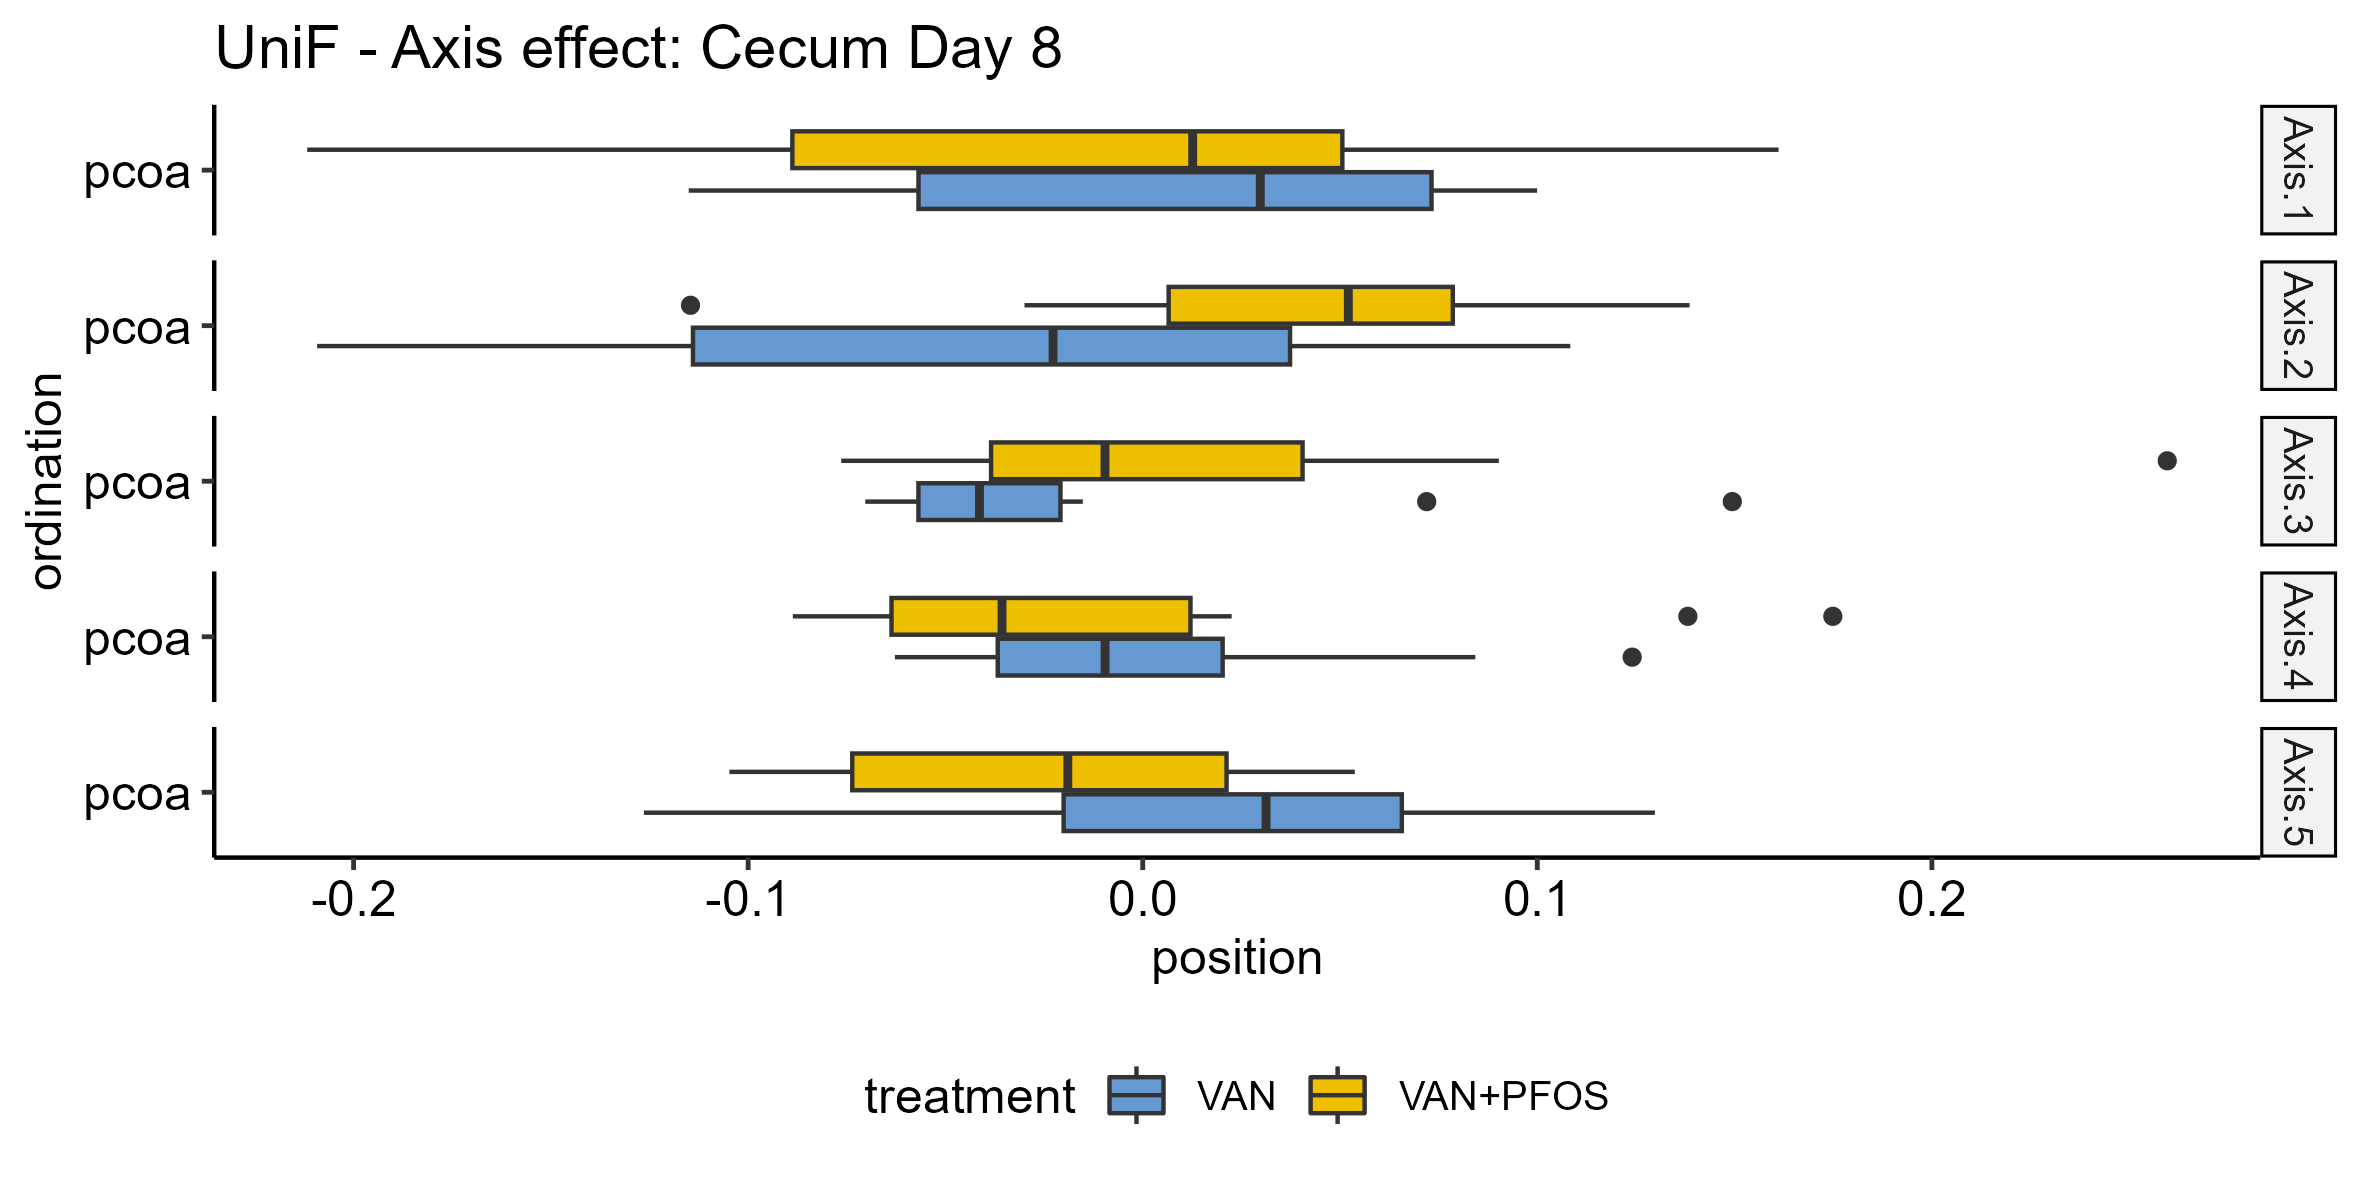 UniF - Axis effect: Cecum Day 8
ordination
pcoa
Axis.1
pcoa
Axis.2
pcoa
Axis.3
pcoa
Axis.4
pcoa
Axis.5
-0.2 -0.1 0.0 0.1 0.2
position
treatment VAN VAN+PFOS